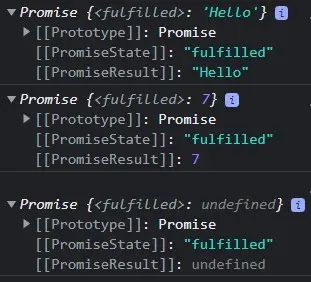 ▼Promise {<fulfilled>: 'Hello'} i
▶ [[Prototype]]: Promise
[[PromiseState]]: "fulfilled"
[[PromiseResult]]: "Hello"
▼Promise {<fulfilled>: 7} i
▶ [[Prototype]]: Promise
[[PromiseState]]: "fulfilled"
[[PromiseResult]]: 7
▼Promise {<fulfilled>: undefined} i
▶ [[Prototype]]: Promise
[[PromiseState]]: "fulfilled"
[[PromiseResult]]: undefined